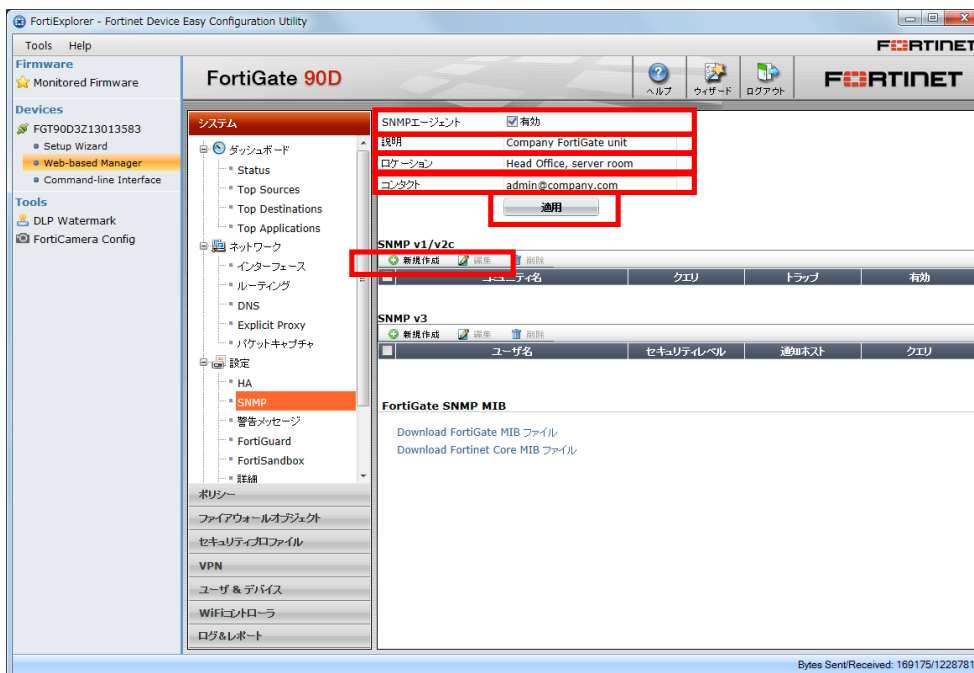 FortiExplorer - Fortinet Device Easy Configuration Utility
Tools Help
FORTINET
Firmware
Monitored Firmware
Devices
FGT90D3Z13013583
Setup Wizard
Web-based Manager
Command-line Interface
Tools
DLP Watermark
FortiCamera Config
FortiGate 90D
ヘルプ
ウィザード
ログアウト
FORTINET
システム
ダッシュボード
Status
Top Sources
Top Destinations
Top Applications
ネットワーク
インターフェース
ルーティング
DNS
Explicit Proxy
パケットキャプチャ
設定
HA
SNMP
警告メッセージ
FortiGuard
FortiSandbox
詳細
ポリシー
ファイアウォールオブジェクト
セキュリティプロファイル
VPN
ユーザ & デバイス
WiFiコントローラ
ログ&レポート
SNMPエージェント 有効
説明 Company FortiGate unit
ロケーション Head Office, server room
コンタクト admin@company.com
適用
SNMP v1/v2c
新規作成 編集 削除
コミュニティ名 クエリ トラップ 有効
SNMP v3
新規作成 編集 削除
ユーザ名 セキュリティレベル 通知ホスト クエリ
FortiGate SNMP MIB
Download FortiGate MIB ファイル
Download Fortinet Core MIB ファイル
Bytes Sent/Received: 169175/1228781